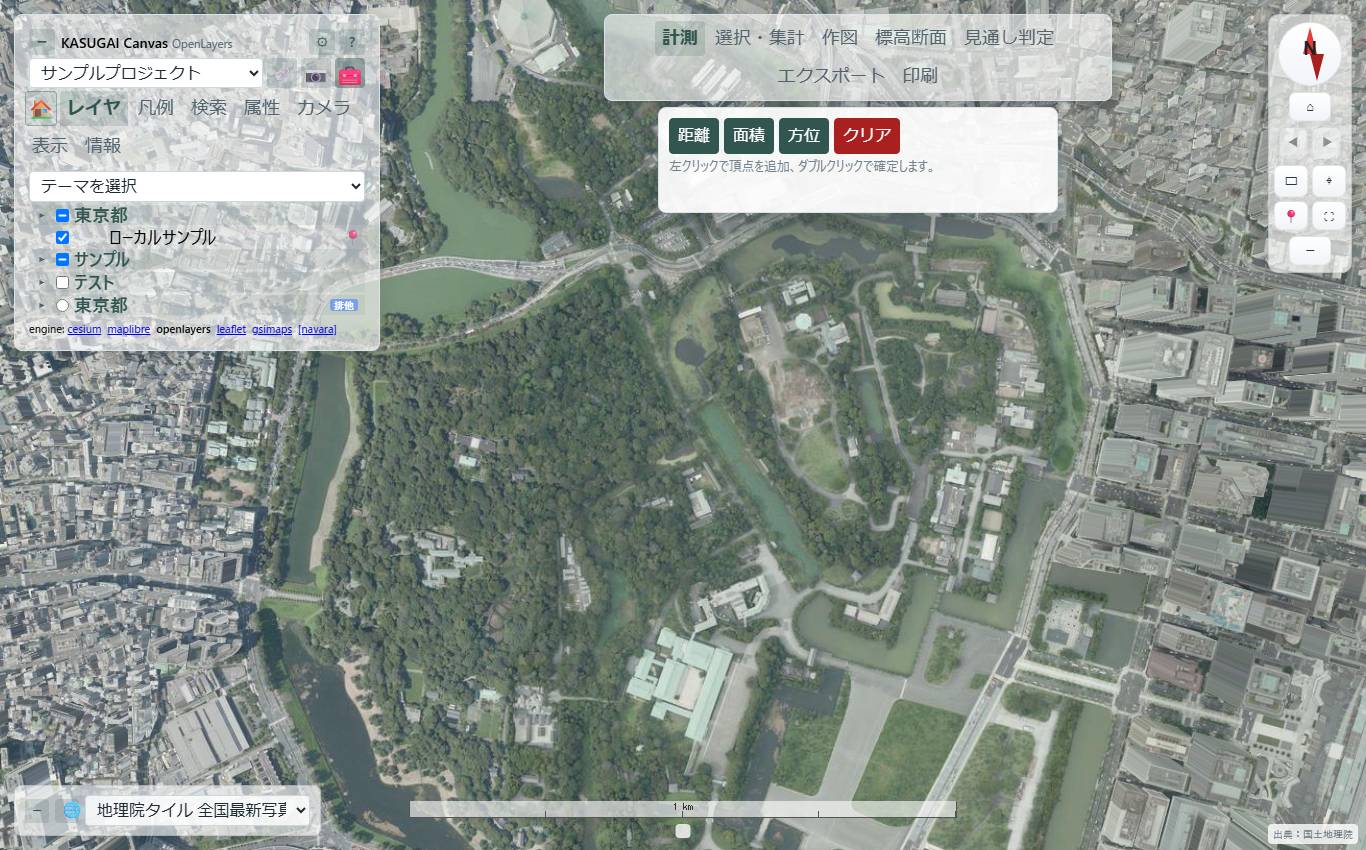 KASUGAI Canvas OpenLayers
サンプルプロジェクト
レイヤ 凡例 検索 属性 カメラ
表示 情報
テーマを選択
東京都
ローカルサンプル
サンプル
テスト
東京都 排他
engine: cesium maplibre openlayers leaflet gsimaps [navara]
計測 選択・集計 作図 標高断面 見通し判定
エクスポート 印刷
距離 面積 方位 クリア
左クリックで頂点を追加、ダブルクリックで確定します。
N
地理院タイル 全国最新写真
1 km
出典：国土地理院